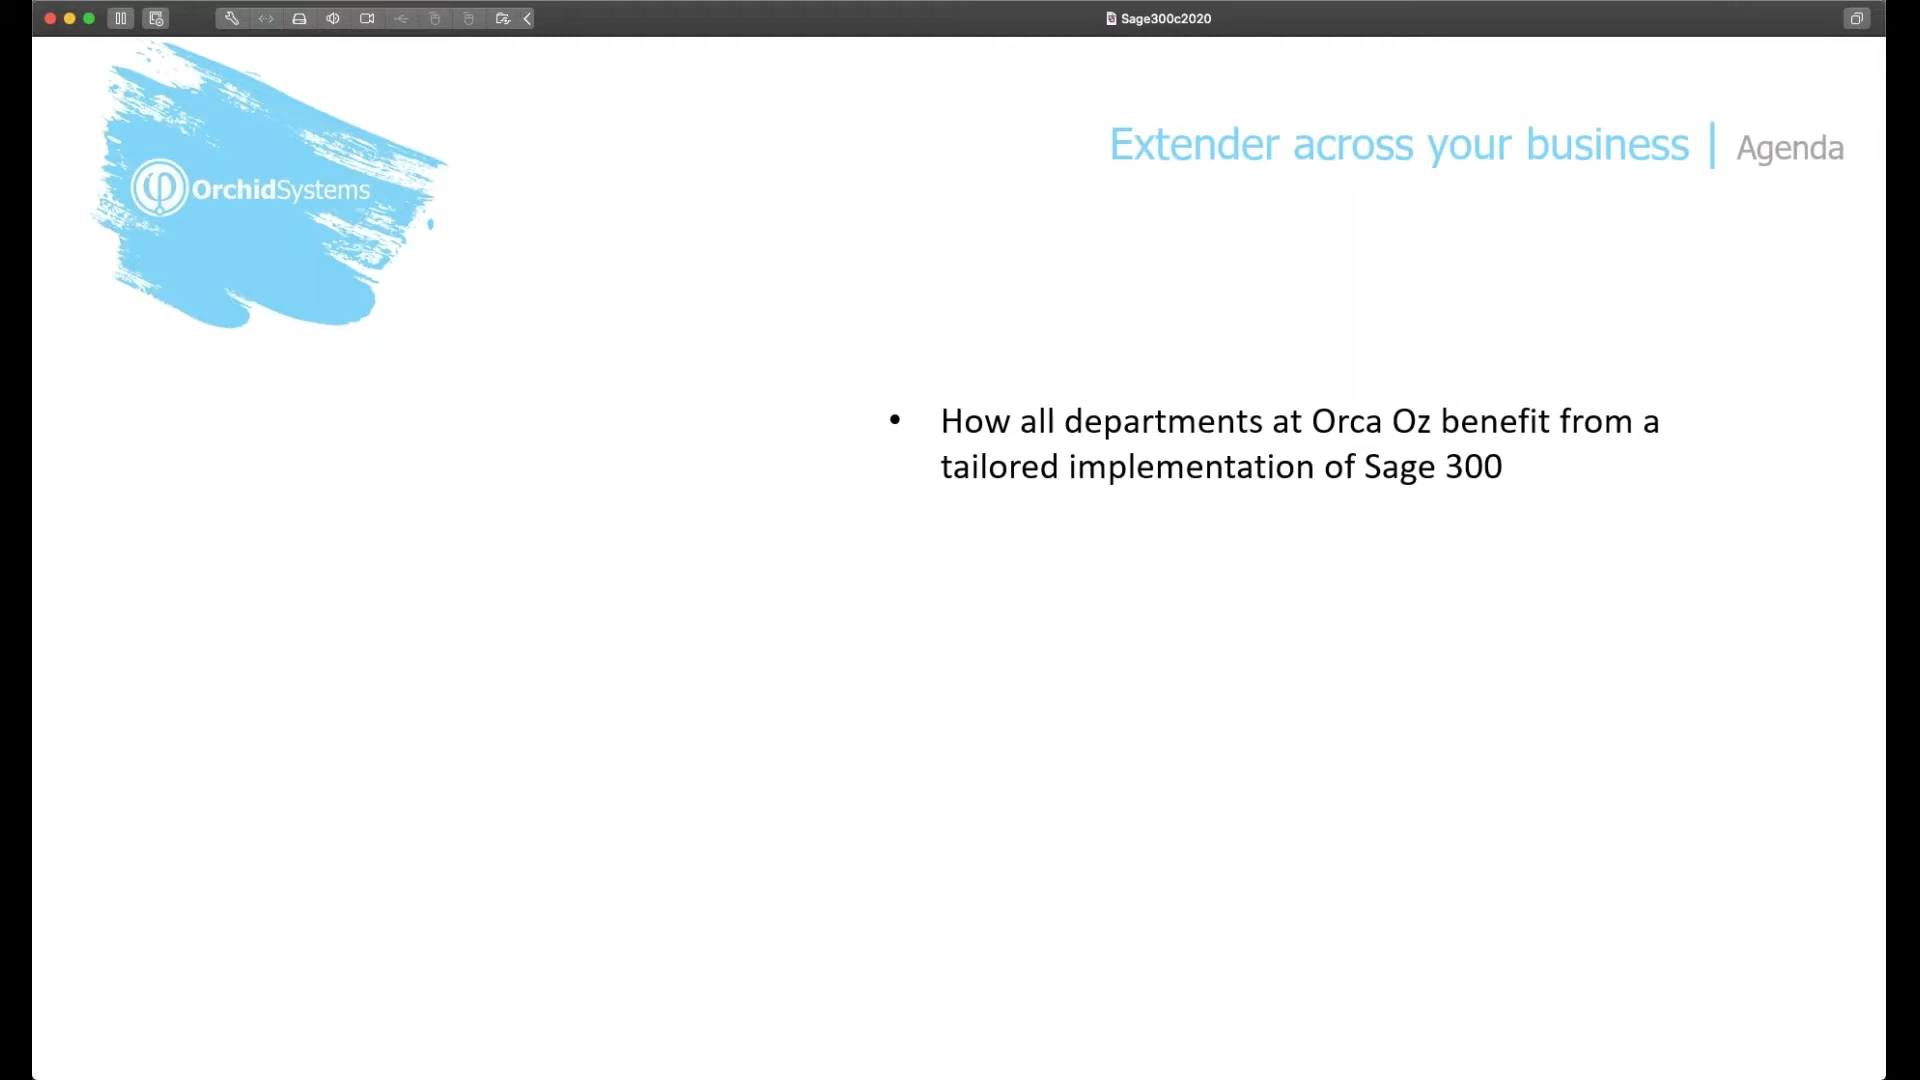 Sage300c2020
OrchidSystems
Extender across your business | Agenda
• How all departments at Orca Oz benefit from a
tailored implementation of Sage 300